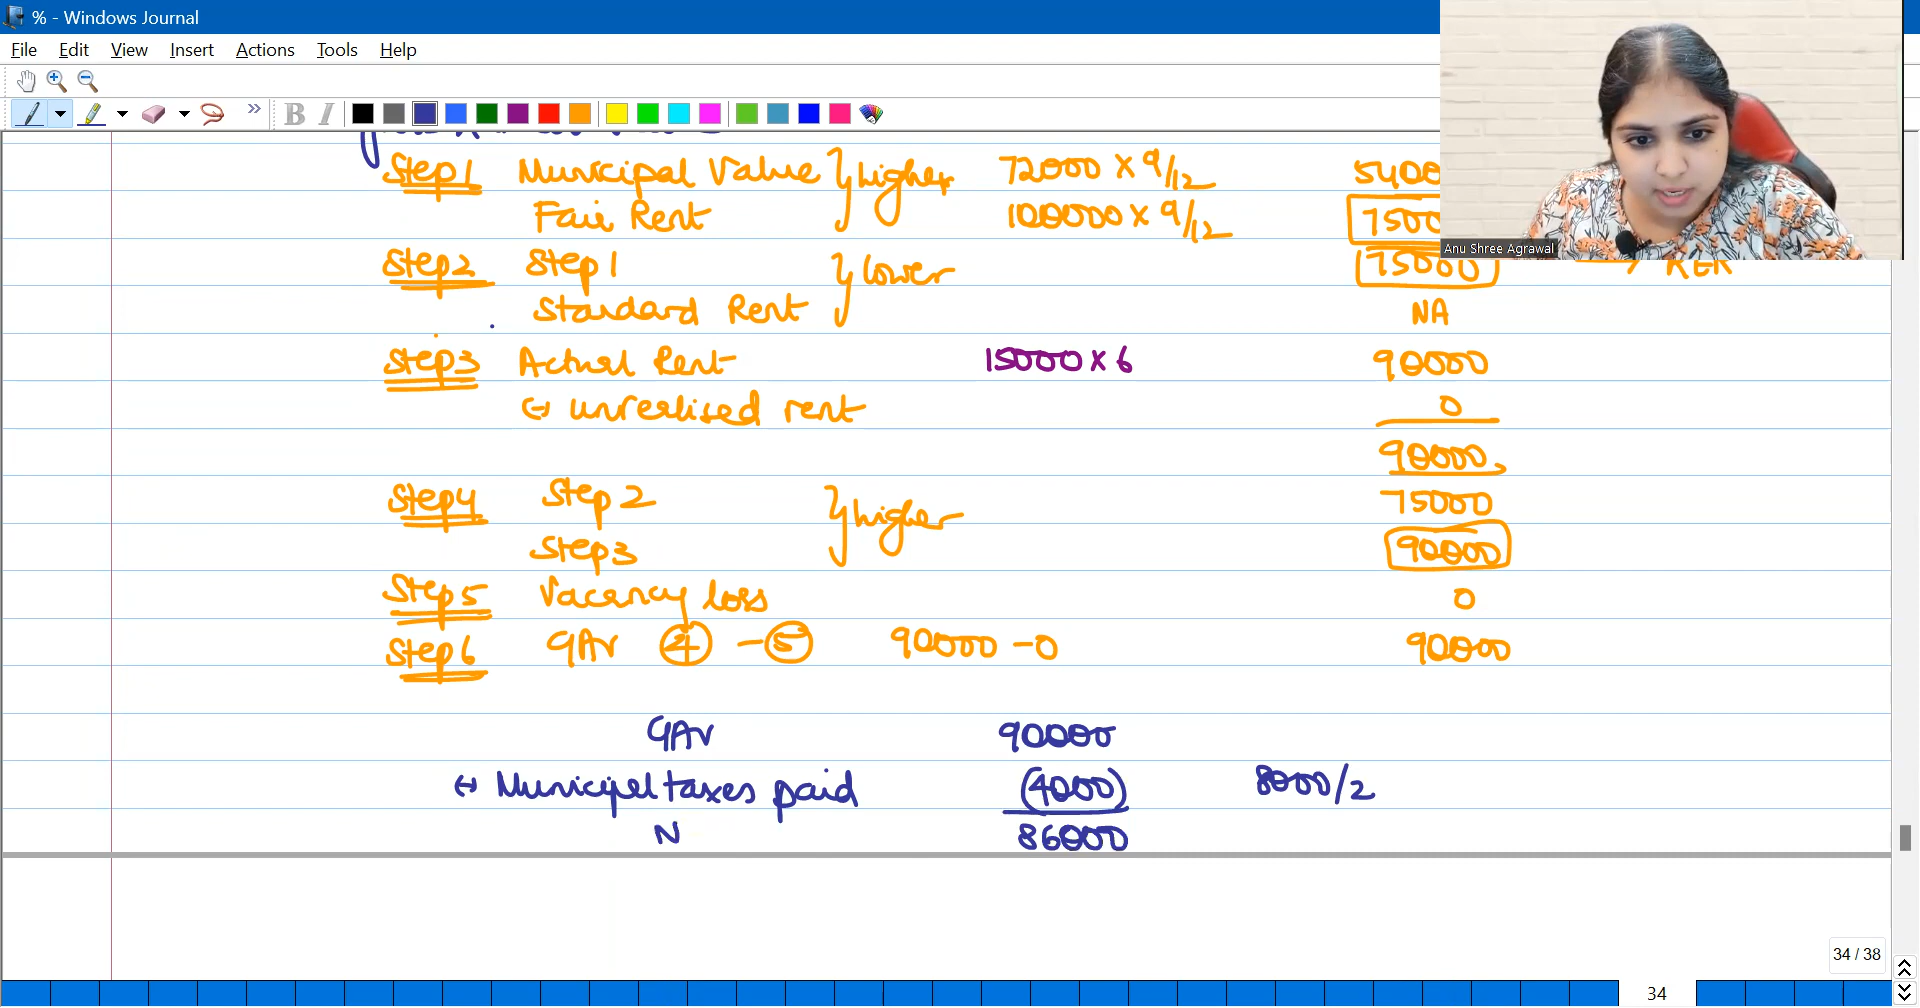 % - Windows Journal
File Edit View Insert Actions Tools Help
B I
Step1 Municipal Value } higher 72000 x 9/12 5400
Fair Rent 100000 x 9/12 7500
Anu Shree Agrawal
Step2 Step 1 } lower 75000
Standard Rent NA
Step3 Actual Rent 15000 x 6 90000
(-) unrealised rent 0
90000
Step4 Step 2 } higher 75000
Step3 90000
Step5 Vacancy loss 0
Step6 GAV 4 - 5 90000 - 0 90000
GAV 90000
(-) Municipal taxes paid (4000) 8000/2
N 86000
34 / 38
34